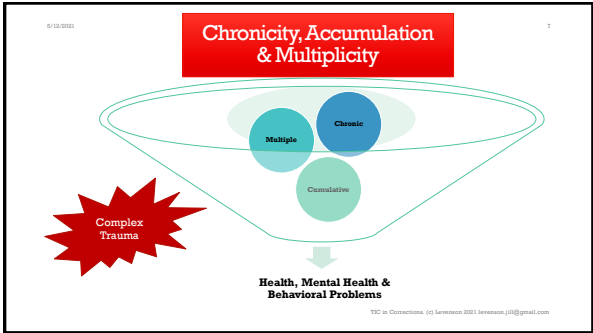 5/12/2021
7
Chronicity, Accumulation
& Multiplicity
Chronic
Multiple
Cumulative
Complex
Trauma
Health, Mental Health &
Behavioral Problems
TIC in Corrections. (c) Levenson 2021 levenson.jill@gmail.com